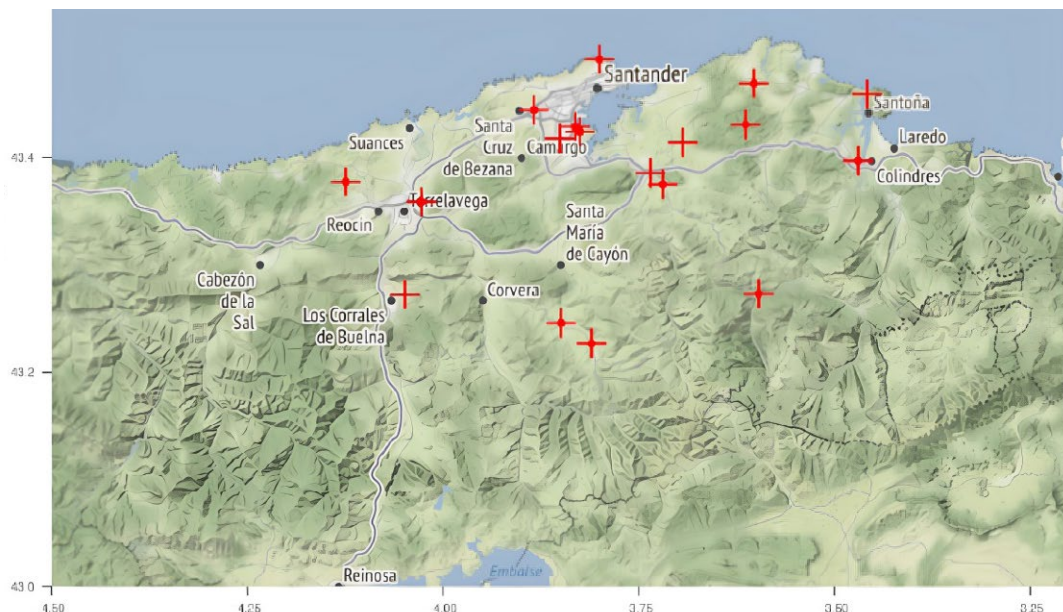 Santander
Santoña
Suances
Santa
Cruz
de Bezana
Camargo
Laredo
43.4
Colindres
Torrelavega
Reocín
Santa
María
de Cayón
Cabezón
de la
Sal
Corvera
Los Corrales
de Buelna
43.2
Reinosa
Embalse
43.0
4.50
4.25
4.00
3.75
3.50
3.25